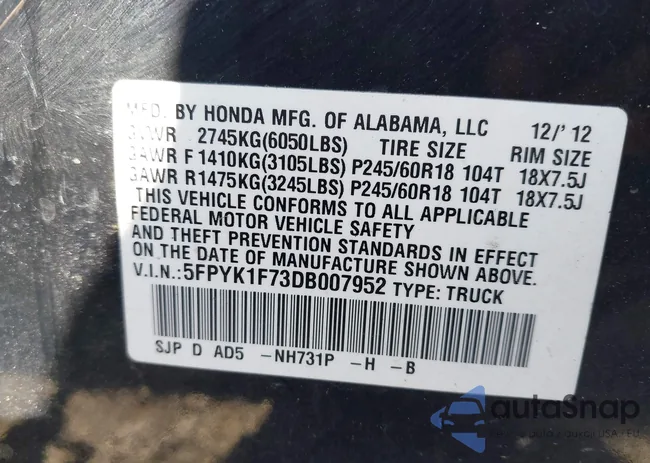 MFD. BY HONDA MFG. OF ALABAMA, LLC 12/'12
GVWR 2745KG(6050LBS) TIRE SIZE RIM SIZE
GAWR F 1410KG(3105LBS) P245/60R18 104T 18X7.5J
GAWR R1475KG(3245LBS) P245/60R18 104T 18X7.5J
THIS VEHICLE CONFORMS TO ALL APPLICABLE
FEDERAL MOTOR VEHICLE SAFETY
AND THEFT PREVENTION STANDARDS IN EFFECT
ON THE DATE OF MANUFACTURE SHOWN ABOVE.
V.I.N.:5FPYK1F73DB007952 TYPE: TRUCK
SJP D AD5 -NH731P -H -B
autoSnap
USA - EU